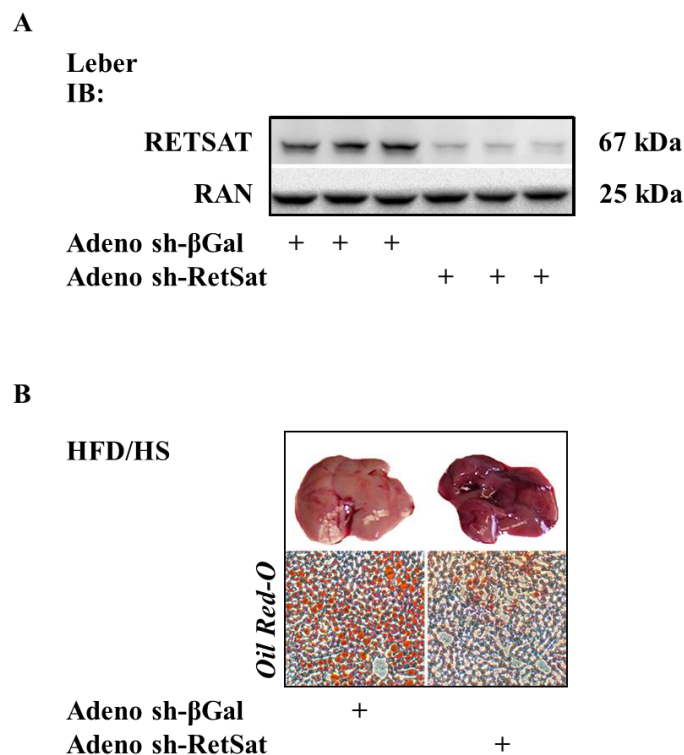 A
Leber
IB:
RETSAT 67 kDa
RAN 25 kDa
Adeno sh-βGal + + +
Adeno sh-RetSat + + +
B
HFD/HS
Oil Red-O
Adeno sh-βGal +
Adeno sh-RetSat +